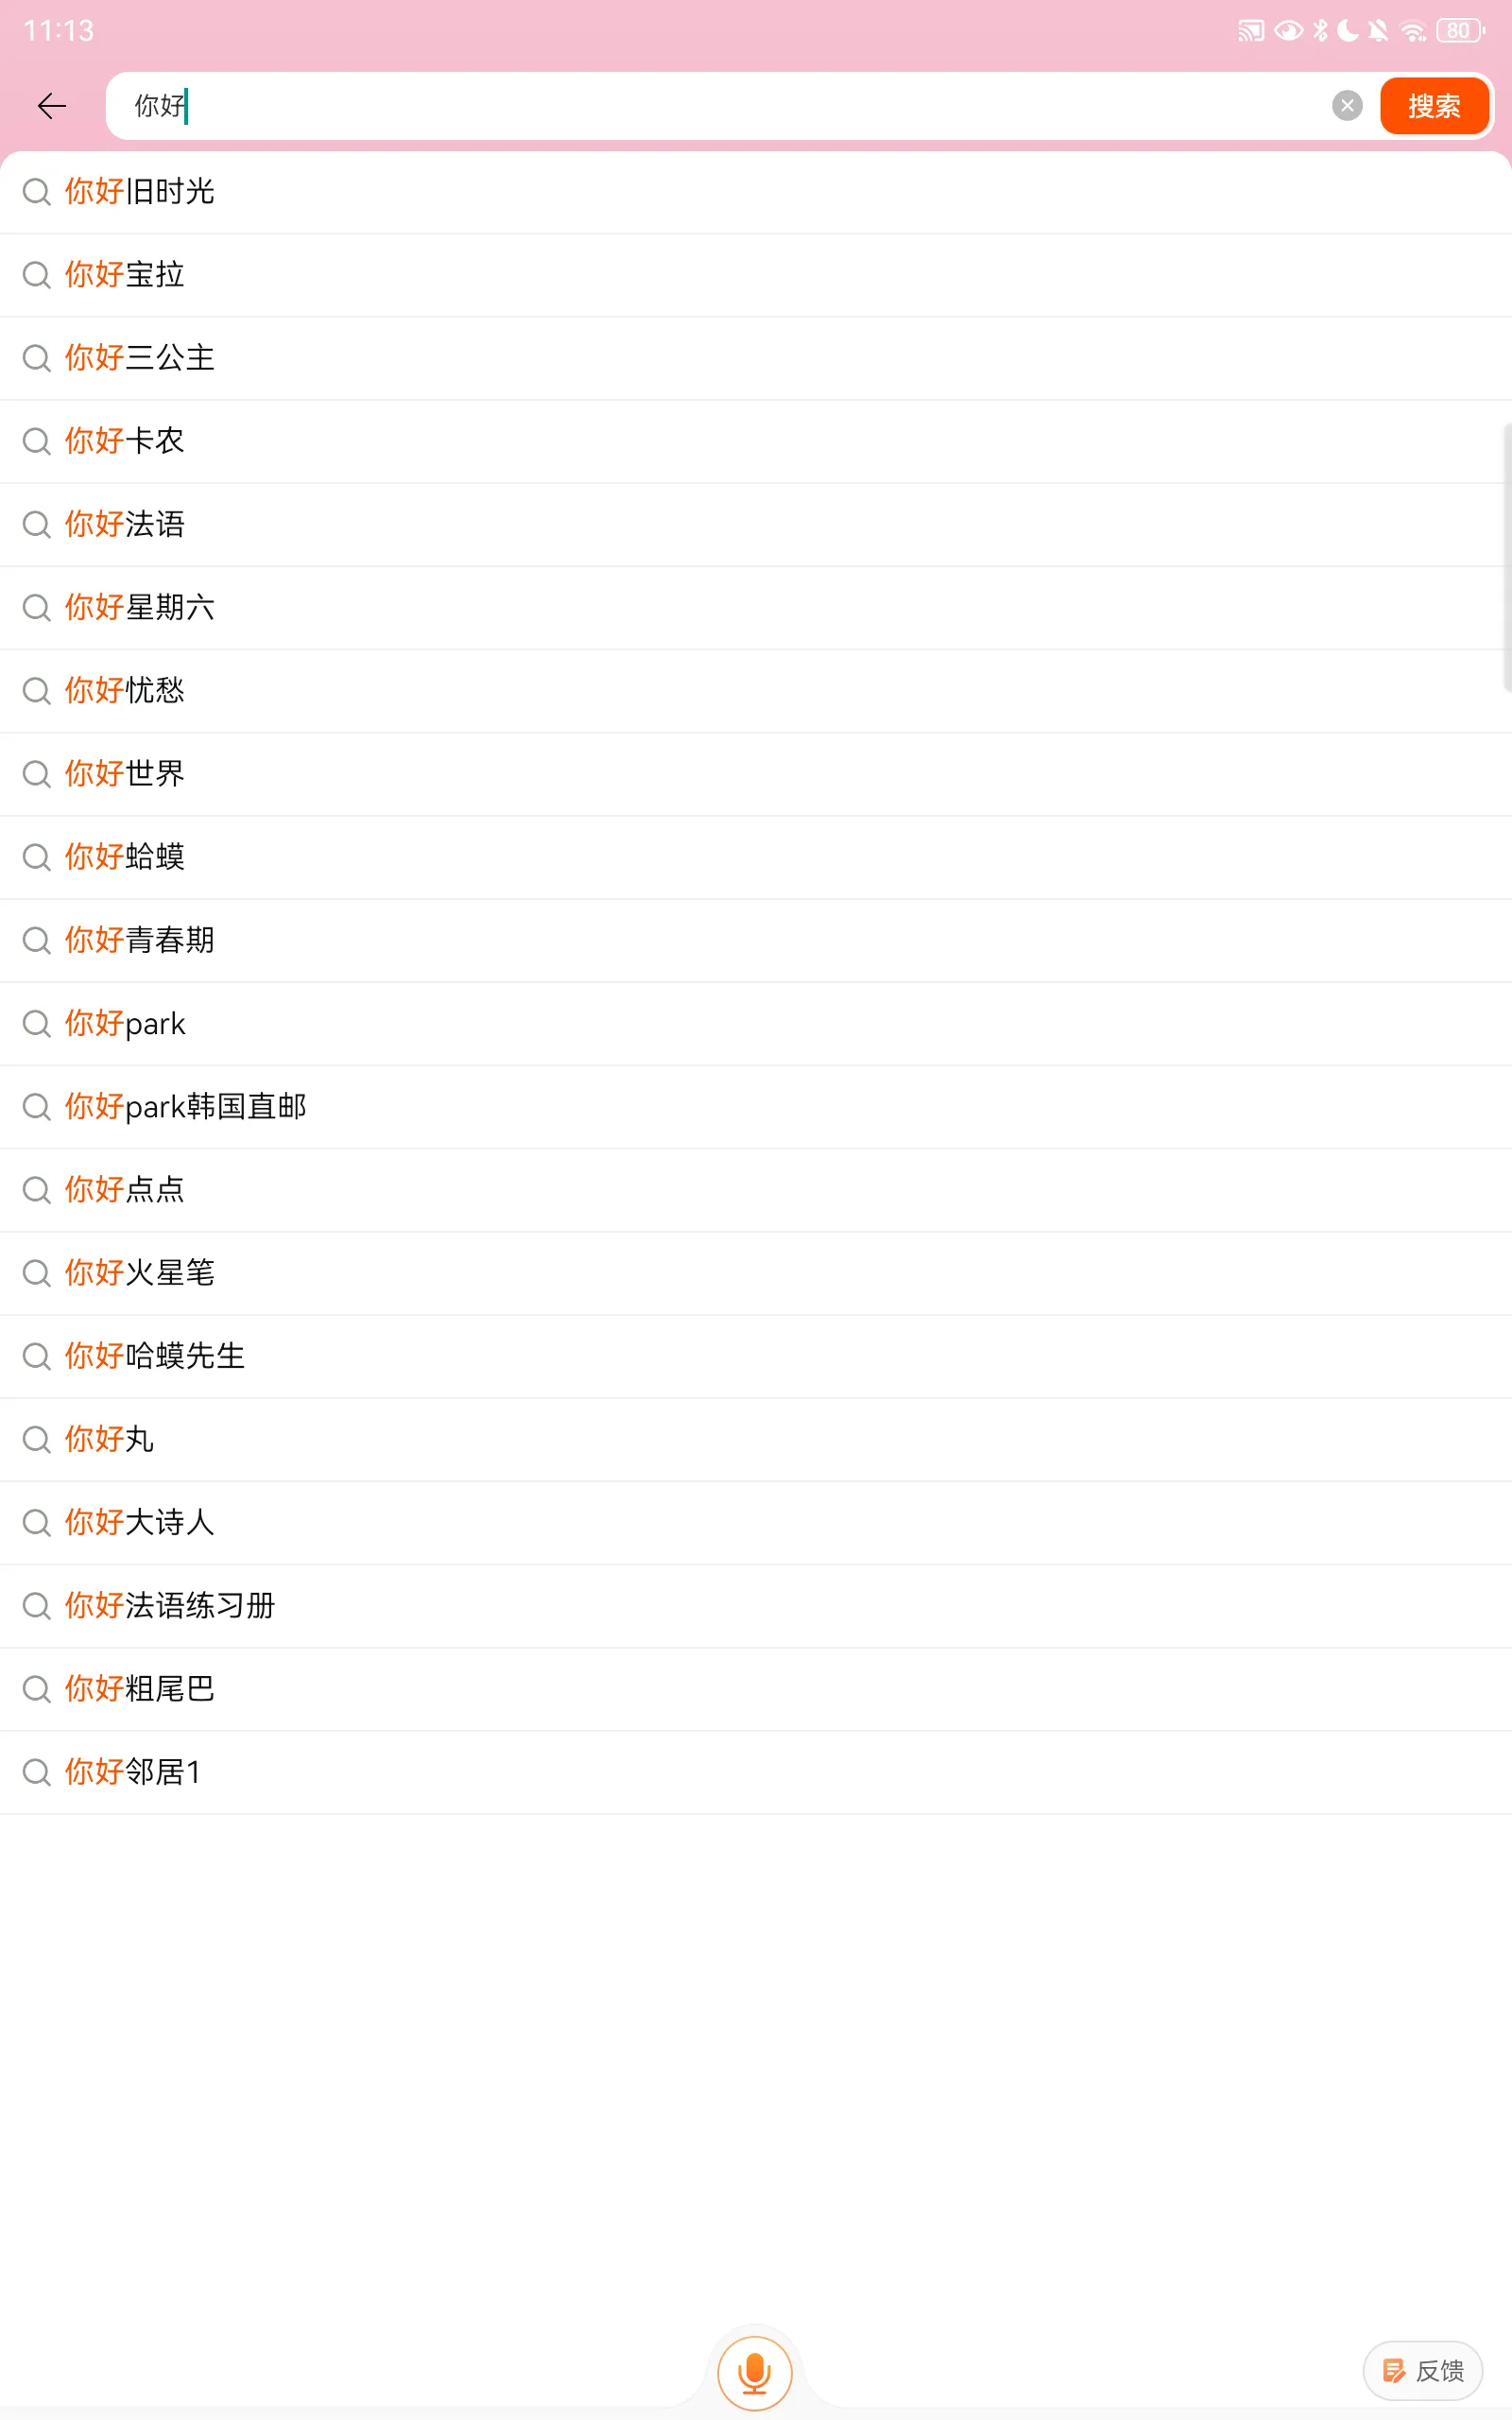 11:13
80
你好
搜索
你好旧时光
你好宝拉
你好三公主
你好卡农
你好法语
你好星期六
你好忧愁
你好世界
你好蛤蟆
你好青春期
你好park
你好park韩国直邮
你好点点
你好火星笔
你好哈蟆先生
你好丸
你好大诗人
你好法语练习册
你好粗尾巴
你好邻居1
反馈